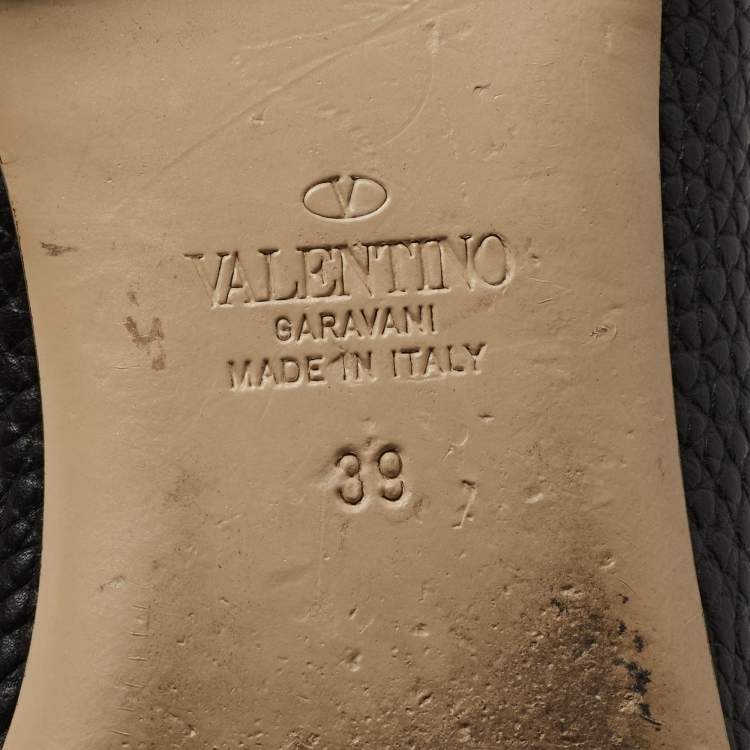 V
VALENTINO
GARAVANI
MADE IN ITALY
39